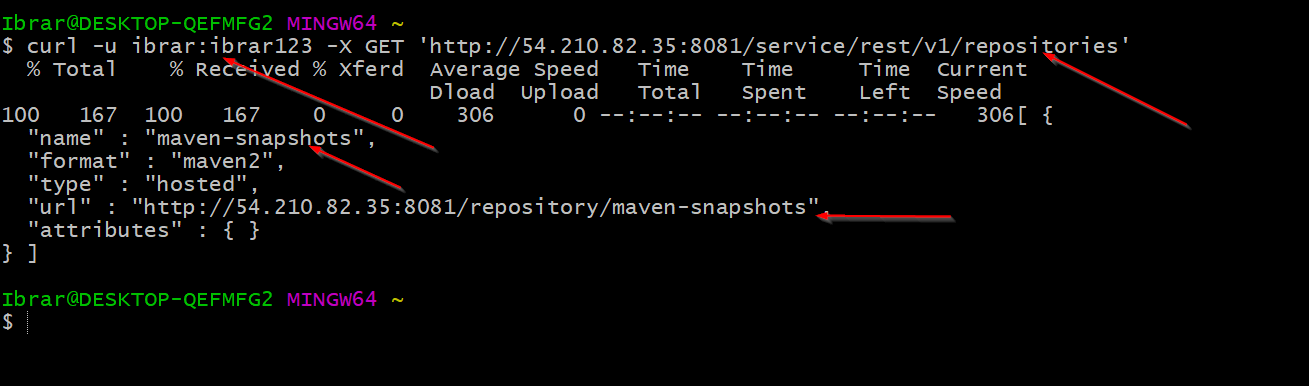 Ibrar@DESKTOP-QEFMFG2 MINGW64 ~
$ curl -u ibrar:ibrar123 -X GET 'http://54.210.82.35:8081/service/rest/v1/repositories'
  % Total    % Received % Xferd  Average Speed   Time    Time     Time  Current
                                 Dload  Upload   Total   Spent    Left  Speed
100   167  100   167    0     0    306      0 --:--:-- --:--:-- --:--:--   306[ {
  "name" : "maven-snapshots",
  "format" : "maven2",
  "type" : "hosted",
  "url" : "http://54.210.82.35:8081/repository/maven-snapshots",
  "attributes" : { }
} ]
Ibrar@DESKTOP-QEFMFG2 MINGW64 ~
$